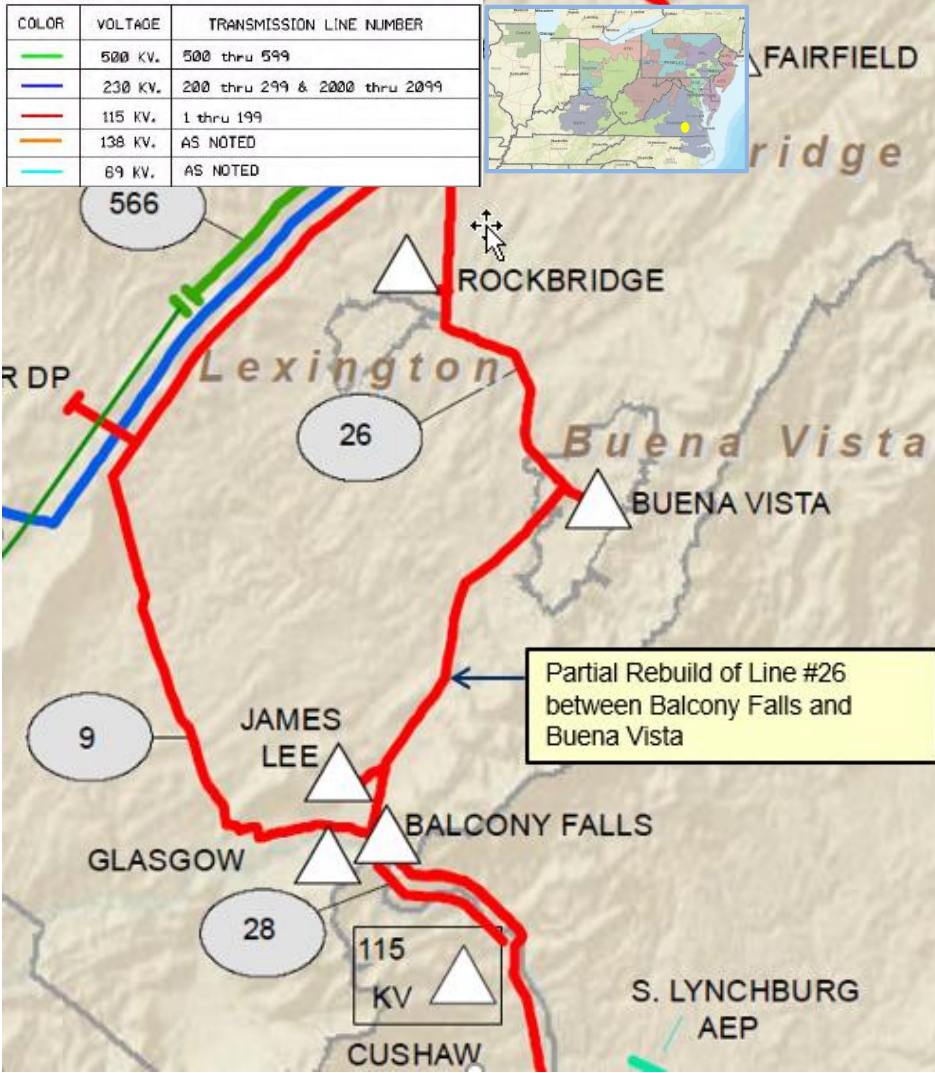 COLOR VOLTAGE TRANSMISSION LINE NUMBER
500 KV. 500 thru 599
230 KV. 200 thru 299 & 2000 thru 2099
115 KV. 1 thru 199
138 KV. AS NOTED
69 KV. AS NOTED
FAIRFIELD
ridge
566
ROCKBRIDGE
Lexington
R DP
26
Buena Vista
BUENA VISTA
Partial Rebuild of Line #26
between Balcony Falls and
Buena Vista
JAMES
LEE
9
BALCONY FALLS
GLASGOW
28
115
KV
S. LYNCHBURG
AEP
CUSHAW